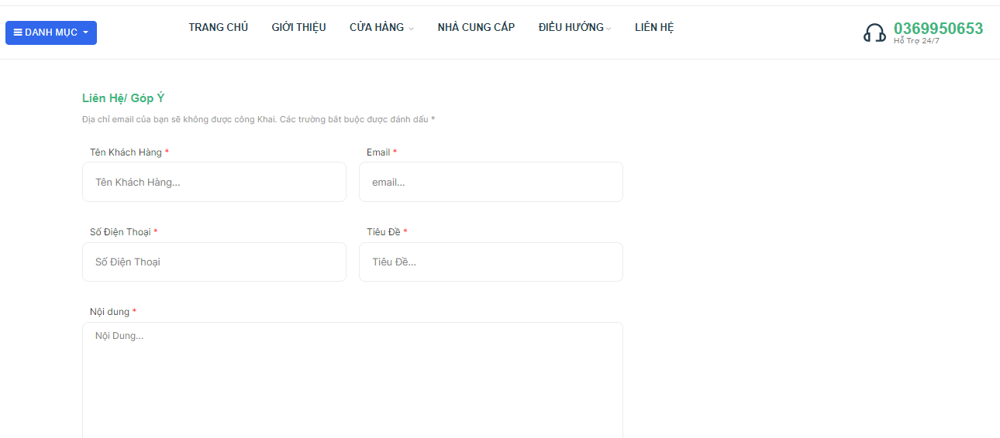 DANH MỤC TRANG CHỦ GIỚI THIỆU CỬA HÀNG NHÀ CUNG CẤP ĐIỀU HƯỚNG LIÊN HỆ 0369950653
Hỗ Trợ 24/7
Liên Hệ/ Góp Ý
Địa chỉ email của bạn sẽ không được công Khai. Các trường bắt buộc được đánh dấu *
Tên Khách Hàng * Email *
Tên Khách Hàng... email...
Số Điện Thoại * Tiêu Đề *
Số Điện Thoại Tiêu Đề...
Nội dung *
Nội Dung...